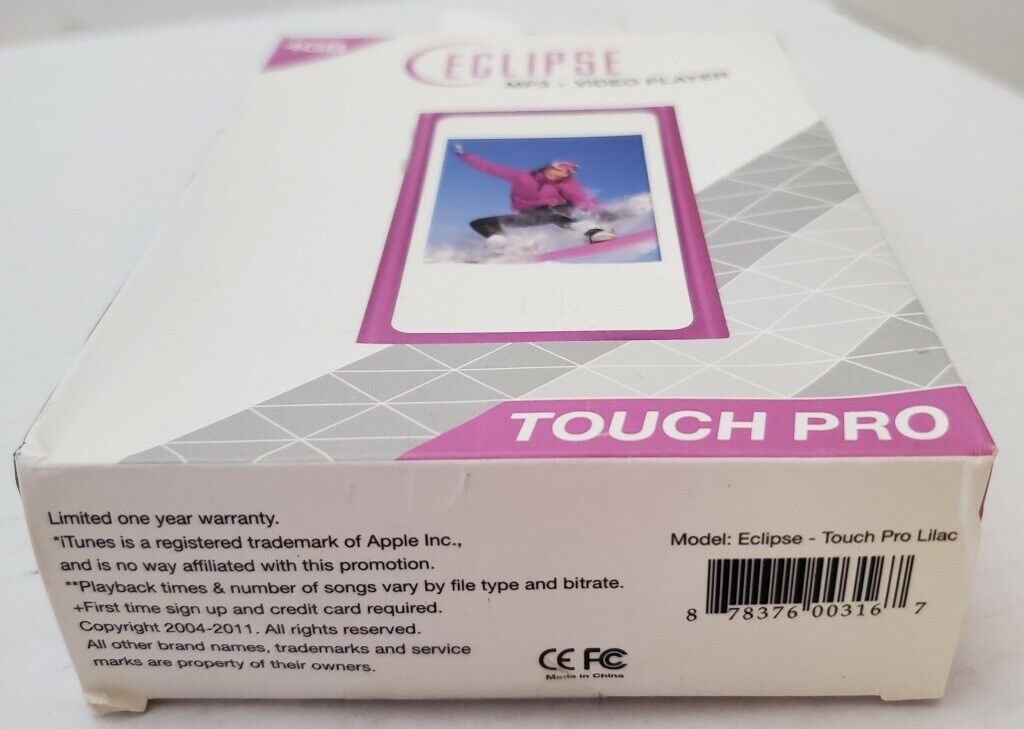 4GB
ECLIPSE
MP3 + VIDEO PLAYER
TOUCH PRO
Limited one year warranty.
*iTunes is a registered trademark of Apple Inc.,
and is no way affiliated with this promotion.
**Playback times & number of songs vary by file type and bitrate.
+First time sign up and credit card required.
Copyright 2004-2011. All rights reserved.
All other brand names, trademarks and service
marks are property of their owners.
Model: Eclipse - Touch Pro Lilac
8 78376 00316 7
CE FC
Made in China